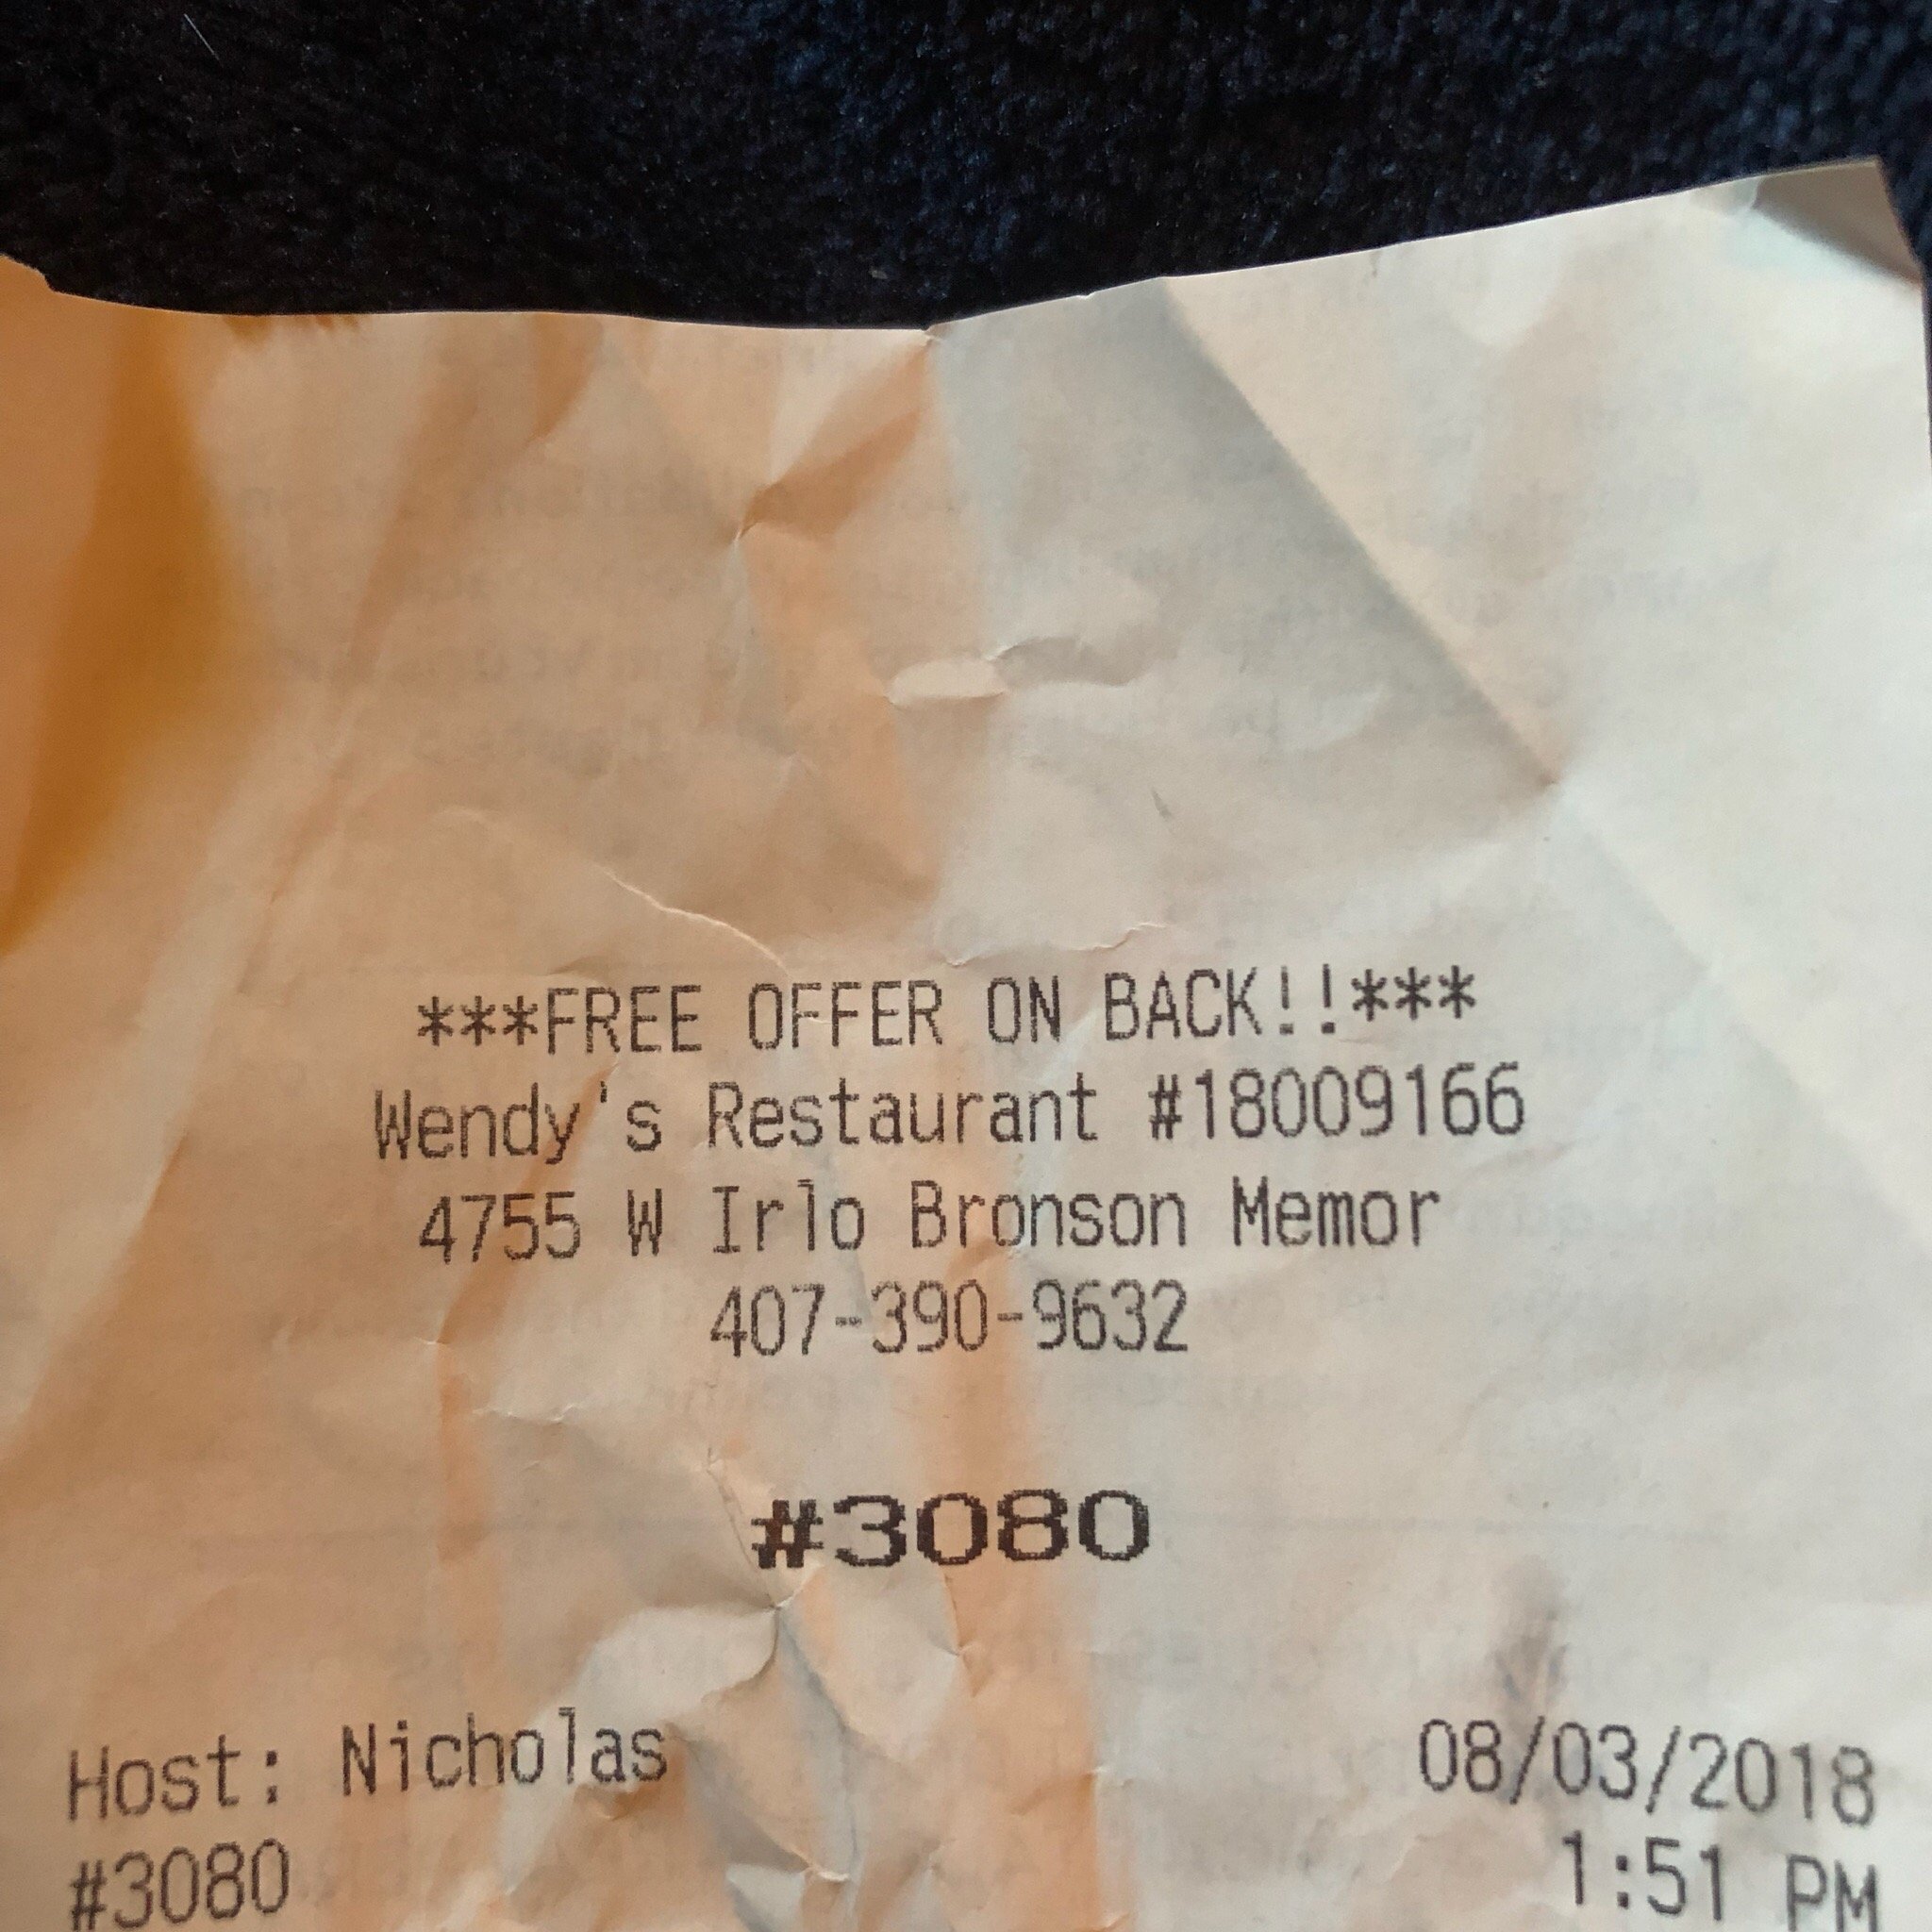 ***FREE OFFER ON BACK!!***
Wendy's Restaurant #18009166
4755 W Irlo Bronson Memor
407-390-9632
#3080
Host: Nicholas 08/03/2018
#3080 1:51 PM